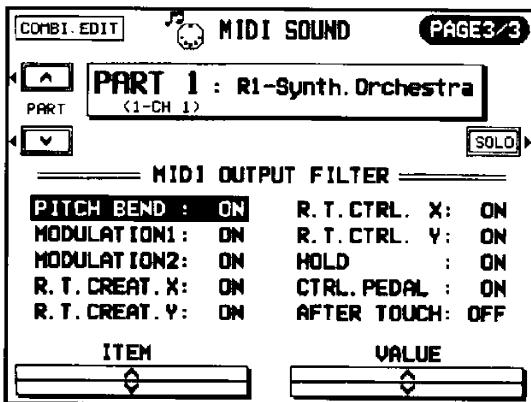 COMBI.EDIT MIDI SOUND PAGE3/3
PART 1 : R1-Synth.Orchestra
PART (1-CH 1)
SOLO
MIDI OUTPUT FILTER
PITCH BEND : ON R.T.CTRL. X: ON
MODULATION1: ON R.T.CTRL. Y: ON
MODULATION2: ON HOLD : ON
R.T.CREAT.X: ON CTRL.PEDAL : ON
R.T.CREAT.Y: ON AFTER TOUCH: OFF
ITEM VALUE